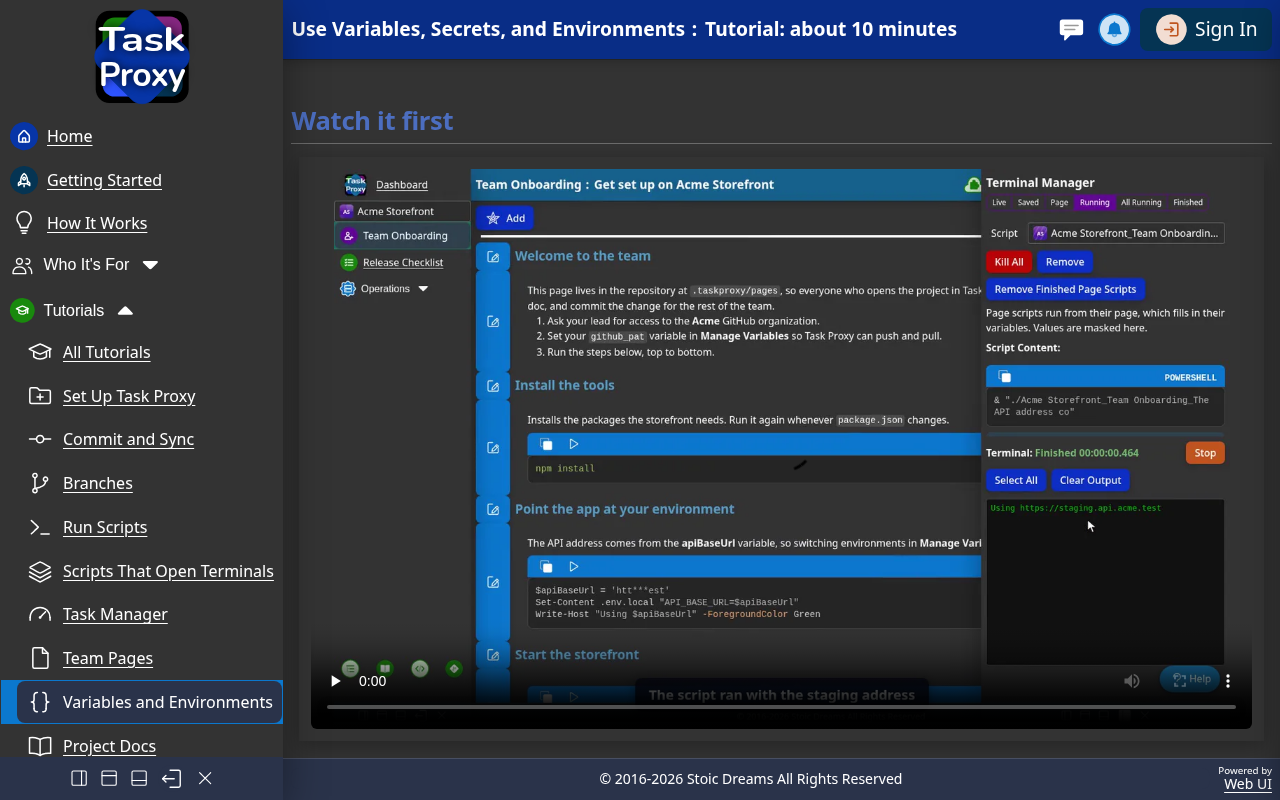 Task
Proxy
Home
Getting Started
How It Works
Who It's For
Tutorials
All Tutorials
Set Up Task Proxy
Commit and Sync
Branches
Run Scripts
Scripts That Open Terminals
Task Manager
Team Pages
Variables and Environments
Project Docs
Use Variables, Secrets, and Environments : Tutorial: about 10 minutes
Sign In
Watch it first
Task
Proxy
Dashboard
AS Acme Storefront
Team Onboarding
Release Checklist
Operations
Team Onboarding : Get set up on Acme Storefront
Add
Welcome to the team
This page lives in the repository at .taskproxy/pages, so everyone who opens the project in Task
doc, and commit the change for the rest of the team.
1. Ask your lead for access to the Acme GitHub organization.
2. Set your github_pat variable in Manage Variables so Task Proxy can push and pull.
3. Run the steps below, top to bottom.
Install the tools
Installs the packages the storefront needs. Run it again whenever package.json changes.
npm install
Point the app at your environment
The API address comes from the apiBaseUrl variable, so switching environments in Manage Vari
$apiBaseUrl = 'htt***est'
Set-Content .env.local "API_BASE_URL=$apiBaseUrl"
Write-Host "Using $apiBaseUrl" -ForegroundColor Green
Start the storefront
Terminal Manager
Live Saved Page Running All Running Finished
Script AS Acme Storefront_Team Onboardin...
Kill All Remove
Remove Finished Page Scripts
Page scripts run from their page, which fills in their
variables. Values are masked here.
Script Content:
POWERSHELL
& "./Acme Storefront_Team Onboarding_The
API address co"
Terminal: Finished 00:00:00.464
Stop
Select All Clear Output
Using https://staging.api.acme.test
Help
The script ran with the staging address
0:00
© 2016-2026 Stoic Dreams All Rights Reserved
Powered by
Web UI